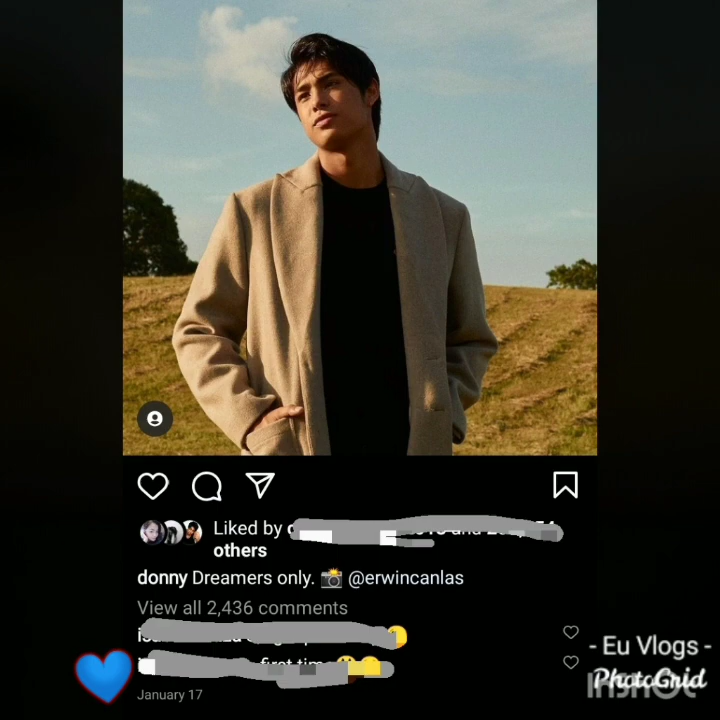 Liked by
others
donny Dreamers only. 📸 @erwincanlas
View all 2,436 comments
first
January 17
- Eu Vlogs -
PhotoGrid
InShOt